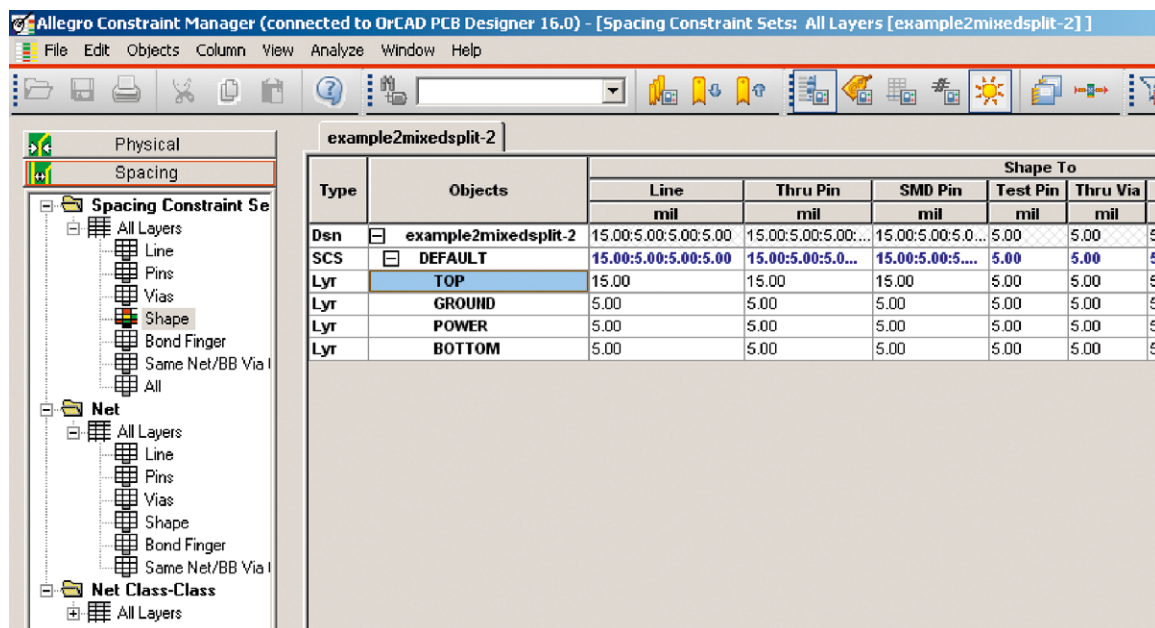 Allegro Constraint Manager (connected to OrCAD PCB Designer 16.0) - [Spacing Constraint Sets: All Layers [example2mixedsplit-2] ]
File Edit Objects Column View Analyze Window Help
Physical
Spacing
Spacing Constraint Se
All Layers
Line
Pins
Vias
Shape
Bond Finger
Same Net/BB Via
All
Net
All Layers
Line
Pins
Vias
Shape
Bond Finger
Same Net/BB Via
Net Class-Class
All Layers
example2mixedsplit-2
Type Objects Shape To
Line Thru Pin SMD Pin Test Pin Thru Via
mil mil mil mil mil
Dsn example2mixedsplit-2 15.00:5.00:5.00:5.00 15.00:5.00:5.00:... 15.00:5.00:5.0... 5.00 5.00
SCS DEFAULT 15.00:5.00:5.00:5.00 15.00:5.00:5.0... 15.00:5.00:5.... 5.00 5.00
Lyr TOP 15.00 15.00 15.00 5.00 5.00
Lyr GROUND 5.00 5.00 5.00 5.00 5.00
Lyr POWER 5.00 5.00 5.00 5.00 5.00
Lyr BOTTOM 5.00 5.00 5.00 5.00 5.00